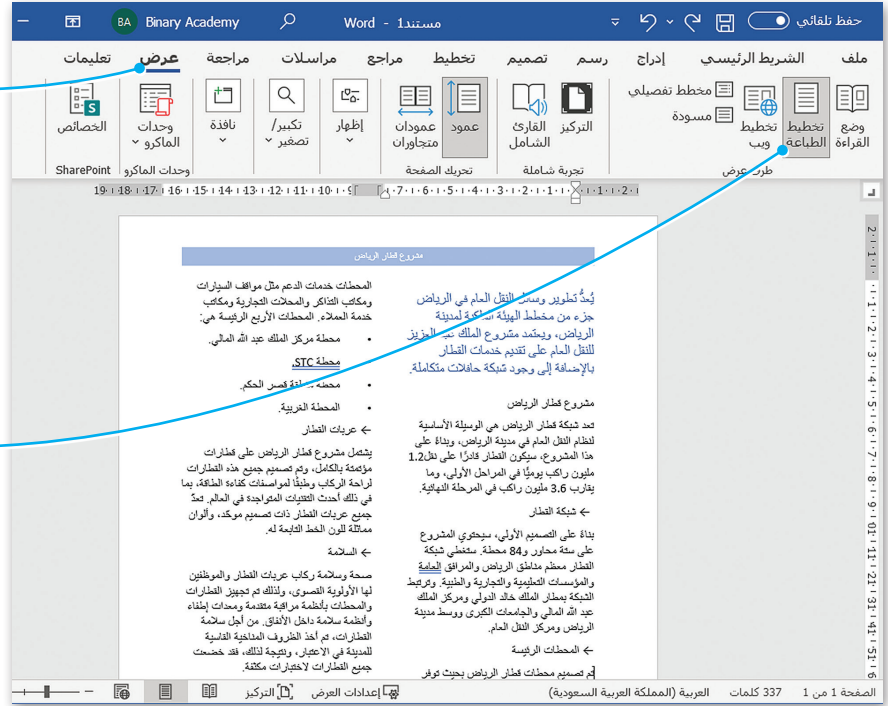 حفظ تلقائي
مستند1 - Word
Binary Academy
BA
ملف
الشريط الرئيسي
إدراج
رسم
تصميم
تخطيط
مراجع
مراسلات
مراجعة
عرض
تعليمات
وضع القراءة
تخطيط الطباعة
تخطيط ويب
مخطط تفصيلي
مسودة
طرق عرض
التركيز
القارئ الشامل
تجربة شاملة
عمود
عمودان متجاوران
تحريك الصفحة
إظهار
تكبير/ تصغير
نافذة
وحدات الماكرو
وحدات الماكرو
الخصائص
SharePoint
مشروع قطار الرياض
يُعدُّ تطوير وسائل النقل العام في الرياض
جزء من مخطط الهيئة الملكية لمدينة
الرياض، ويعتمد مشروع الملك عبد العزيز
للنقل العام على تقديم خدمات القطار
بالإضافة إلى وجود شبكة حافلات متكاملة.
مشروع قطار الرياض
تعد شبكة قطار الرياض هي الوسيلة الأساسية
لنظام النقل العام في مدينة الرياض، وبناءً على
هذا المشروع، سيكون القطار قادرًا على نقل1.2
مليون راكب يوميًا في المراحل الأولى، وما
يقارب 3.6 مليون راكب في المرحلة النهائية.
← شبكة القطار
بناءً على التصميم الأولي، سيحتوي المشروع
على ستة محاور و84 محطة. ستغطي شبكة
القطار معظم مناطق الرياض والمرافق العامة
والمؤسسات التعليمية والتجارية والطبية. وترتبط
الشبكة بمطار الملك خالد الدولي ومركز الملك
عبد الله المالي والجامعات الكبرى ووسط مدينة
الرياض ومركز النقل العام.
← المحطات الرئيسة
تم تصميم محطات قطار الرياض بحيث توفر
المحطات خدمات الدعم مثل مواقف السيارات
ومكاتب التذاكر والمحلات التجارية ومكاتب
خدمة العملاء. المحطات الأربع الرئيسة هي:
• محطة مركز الملك عبد الله المالي.
• محطة STC.
• محطة منطقة قصر الحكم.
• المحطة الغربية.
← عربات القطار
يشتمل مشروع قطار الرياض على قطارات
مؤتمتة بالكامل، وتم تصميم جميع هذه القطارات
لراحة الركاب وطبقًا لمواصفات كفاءة الطاقة، بما
في ذلك أحدث التقنيات المتواجدة في العالم. تعدّ
جميع عربات القطار ذات تصميم موحّد، وألوان
مماثلة للون الخط التابعة له.
← السلامة
صحة وسلامة ركاب عربات القطار والموظفين
لها الأولوية القصوى، ولذلك تم تجهيز القطارات
والمحطات بأنظمة مراقبة متقدمة ومعدات إطفاء
وأنظمة سلامة داخل الأنفاق. من أجل سلامة
القطارات، تم أخذ الظروف المناخية القاسية
للمدينة في الاعتبار، ونتيجة لذلك، فقد خضعت
جميع القطارات لاختبارات مكثفة.
الصفحة 1 من 1
337 كلمات
العربية (المملكة العربية السعودية)
إعدادات العرض
التركيز